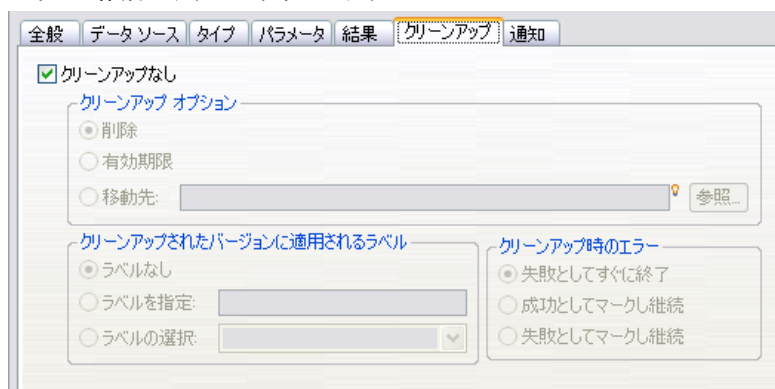 全般 データ ソース タイプ パラメータ 結果 クリーンアップ 通知
クリーンアップなし
クリーンアップ オプション
削除
有効期限
移動先:
参照...
クリーンアップされたバージョンに適用されるラベル
ラベルなし
ラベルを指定:
ラベルの選択:
クリーンアップ時のエラー
失敗としてすぐに終了
成功としてマークし継続
失敗としてマークし継続